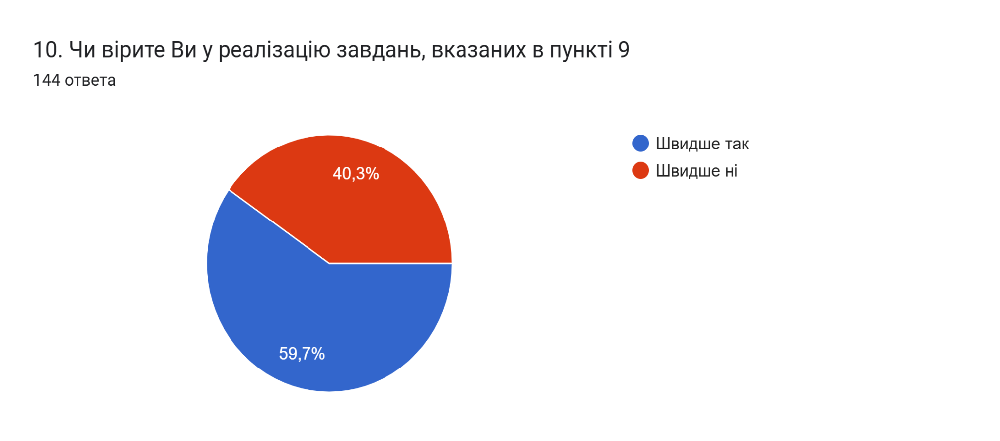 10. Чи вірите Ви у реалізацію завдань, вказаних в пункті 9
144 ответа
40,3%
59,7%
Швидше так
Швидше ні